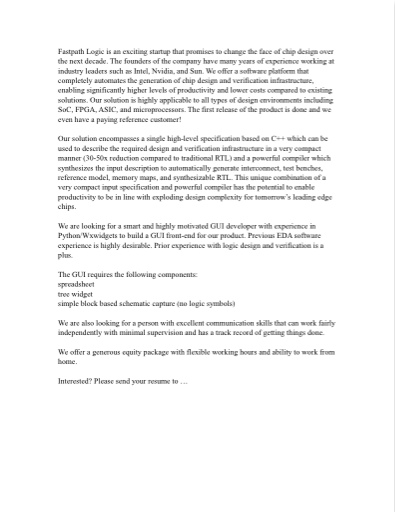 Fastpath Logic is an exciting startup that promises to change the face of chip design over
the next decade. The founders of the company have many years of experience working at
industry leaders such as Intel, Nvidia, and Sun. We offer a software platform that
completely automates the generation of chip design and verification infrastructure,
enabling significantly higher levels of productivity and lower costs compared to existing
solutions. Our solution is highly applicable to all types of design environments including
SoC, FPGA, ASIC, and microprocessors. The first release of the product is done and we
even have a paying reference customer!
Our solution encompasses a single high-level specification based on C++ which can be
used to describe the required design and verification infrastructure in a very compact
manner (30-50x reduction compared to traditional RTL) and a powerful compiler which
synthesizes the input description to automatically generate interconnect, test benches,
reference model, memory maps, and synthesizable RTL. This unique combination of a
very compact input specification and powerful compiler has the potential to enable
productivity to be in line with exploding design complexity for tomorrow's leading edge
chips.
We are looking for a smart and highly motivated GUI developer with experience in
Python/Wxwidgets to build a GUI front-end for our product. Previous EDA software
experience is highly desirable. Prior experience with logic design and verification is a
plus.
The GUI requires the following components:
spreadsheet
tree widget
simple block based schematic capture (no logic symbols)
We are also looking for a person with excellent communication skills that can work fairly
independently with minimal supervision and has a track record of getting things done.
We offer a generous equity package with flexible working hours and ability to work from
home.
Interested? Please send your resume to …